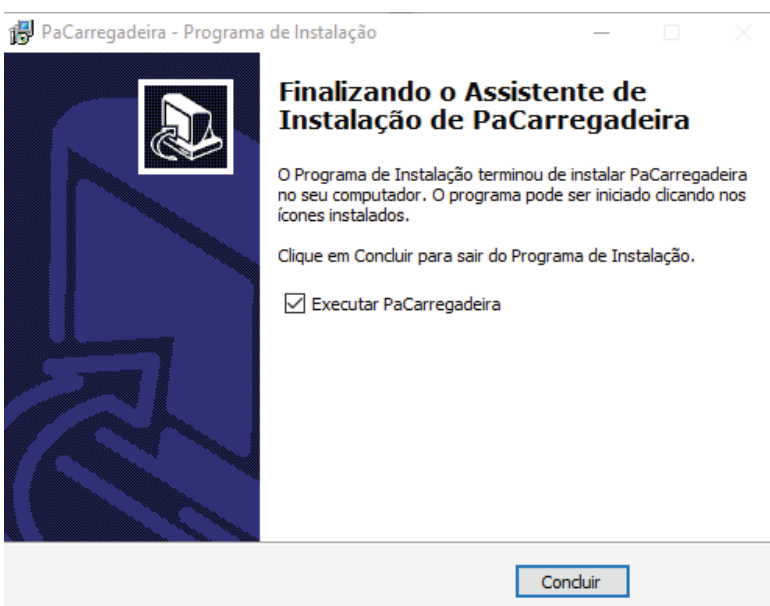 PaCarregadeira - Programa de Instalação
Finalizando o Assistente de
Instalação de PaCarregadeira
O Programa de Instalação terminou de instalar PaCarregadeira
no seu computador. O programa pode ser iniciado clicando nos
ícones instalados.
Clique em Concluir para sair do Programa de Instalação.
Executar PaCarregadeira
Concluir